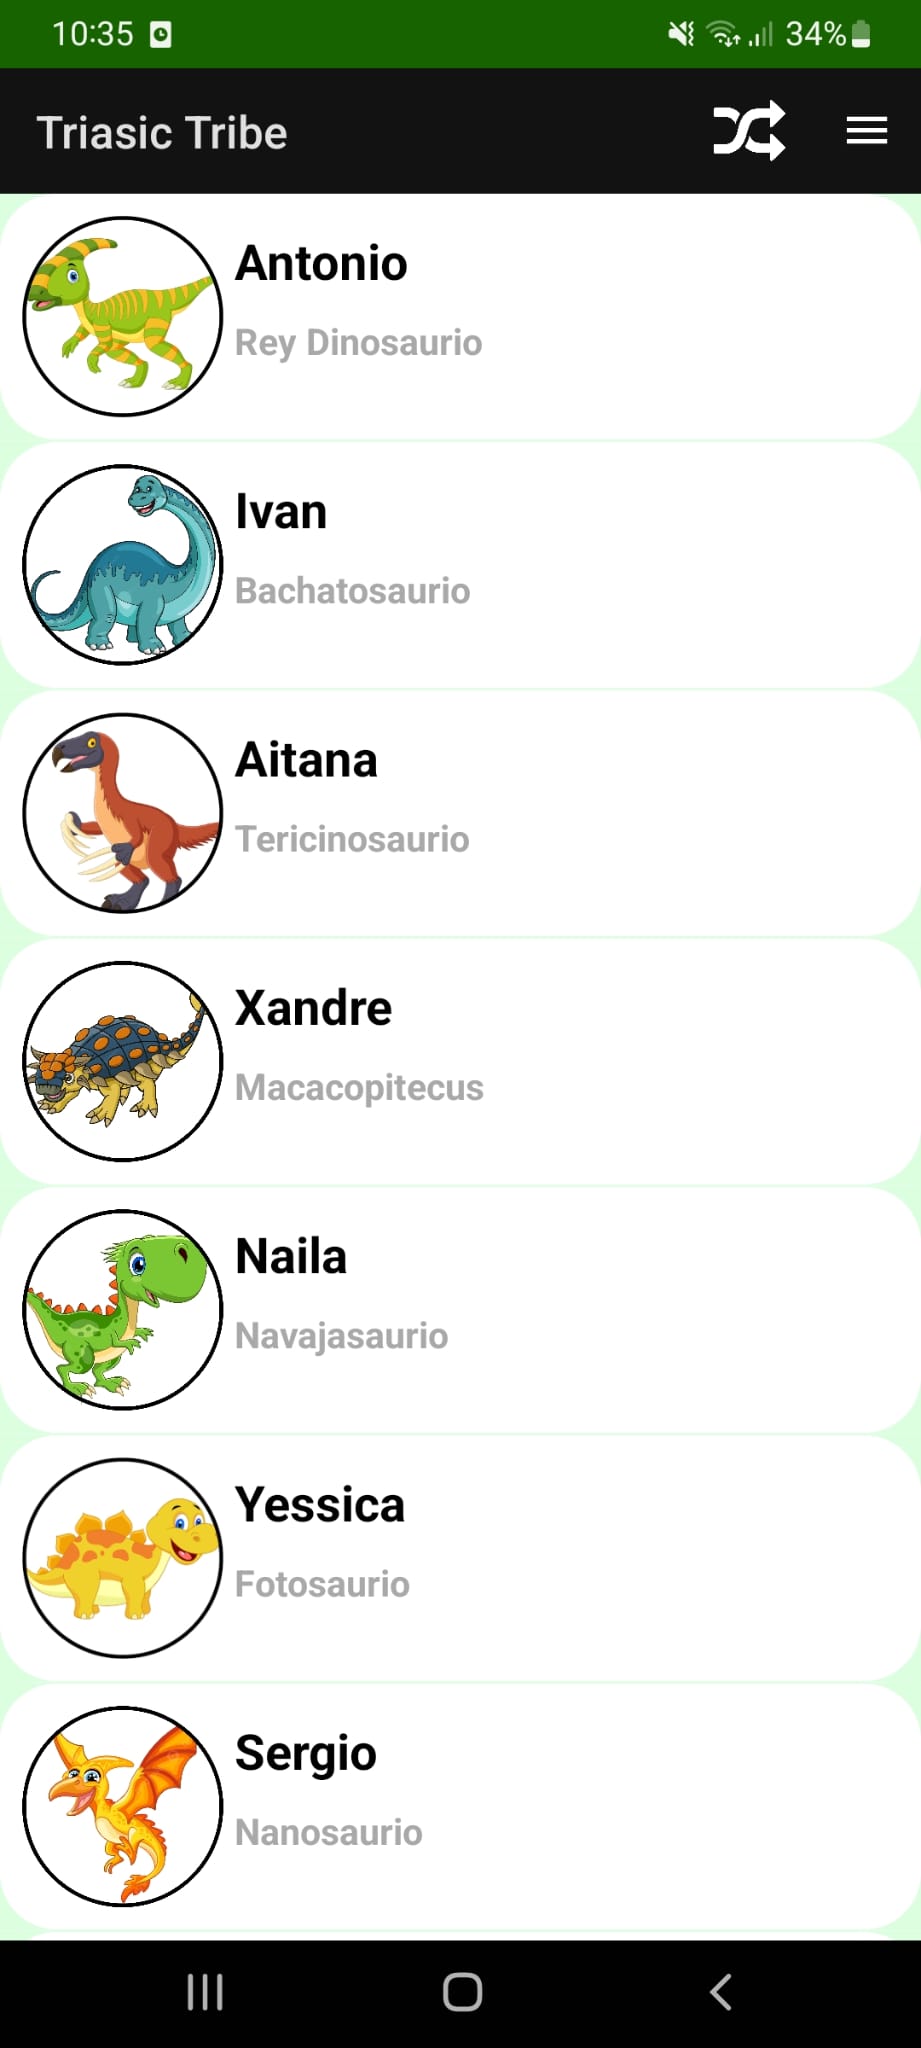 10:35
34%
Triasic Tribe
Antonio
Rey Dinosaurio
Ivan
Bachatosaurio
Aitana
Tericinosaurio
Xandre
Macacopitecus
Naila
Navajasaurio
Yessica
Fotosaurio
Sergio
Nanosaurio